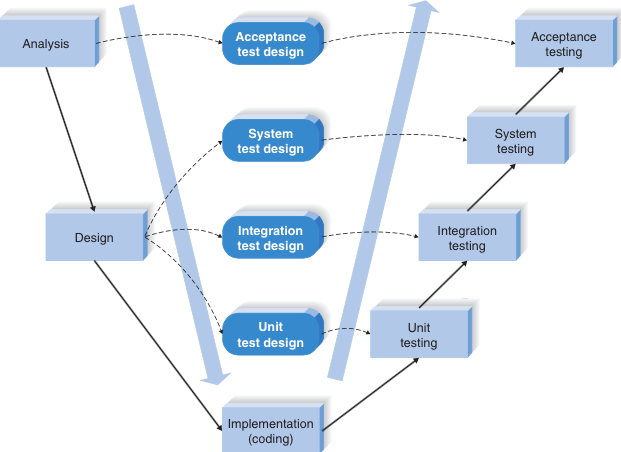 Analysis
Acceptance
test design
Acceptance
testing
System
test design
System
testing
Design
Integration
test design
Integration
testing
Unit
test design
Unit
testing
Implementation
(coding)